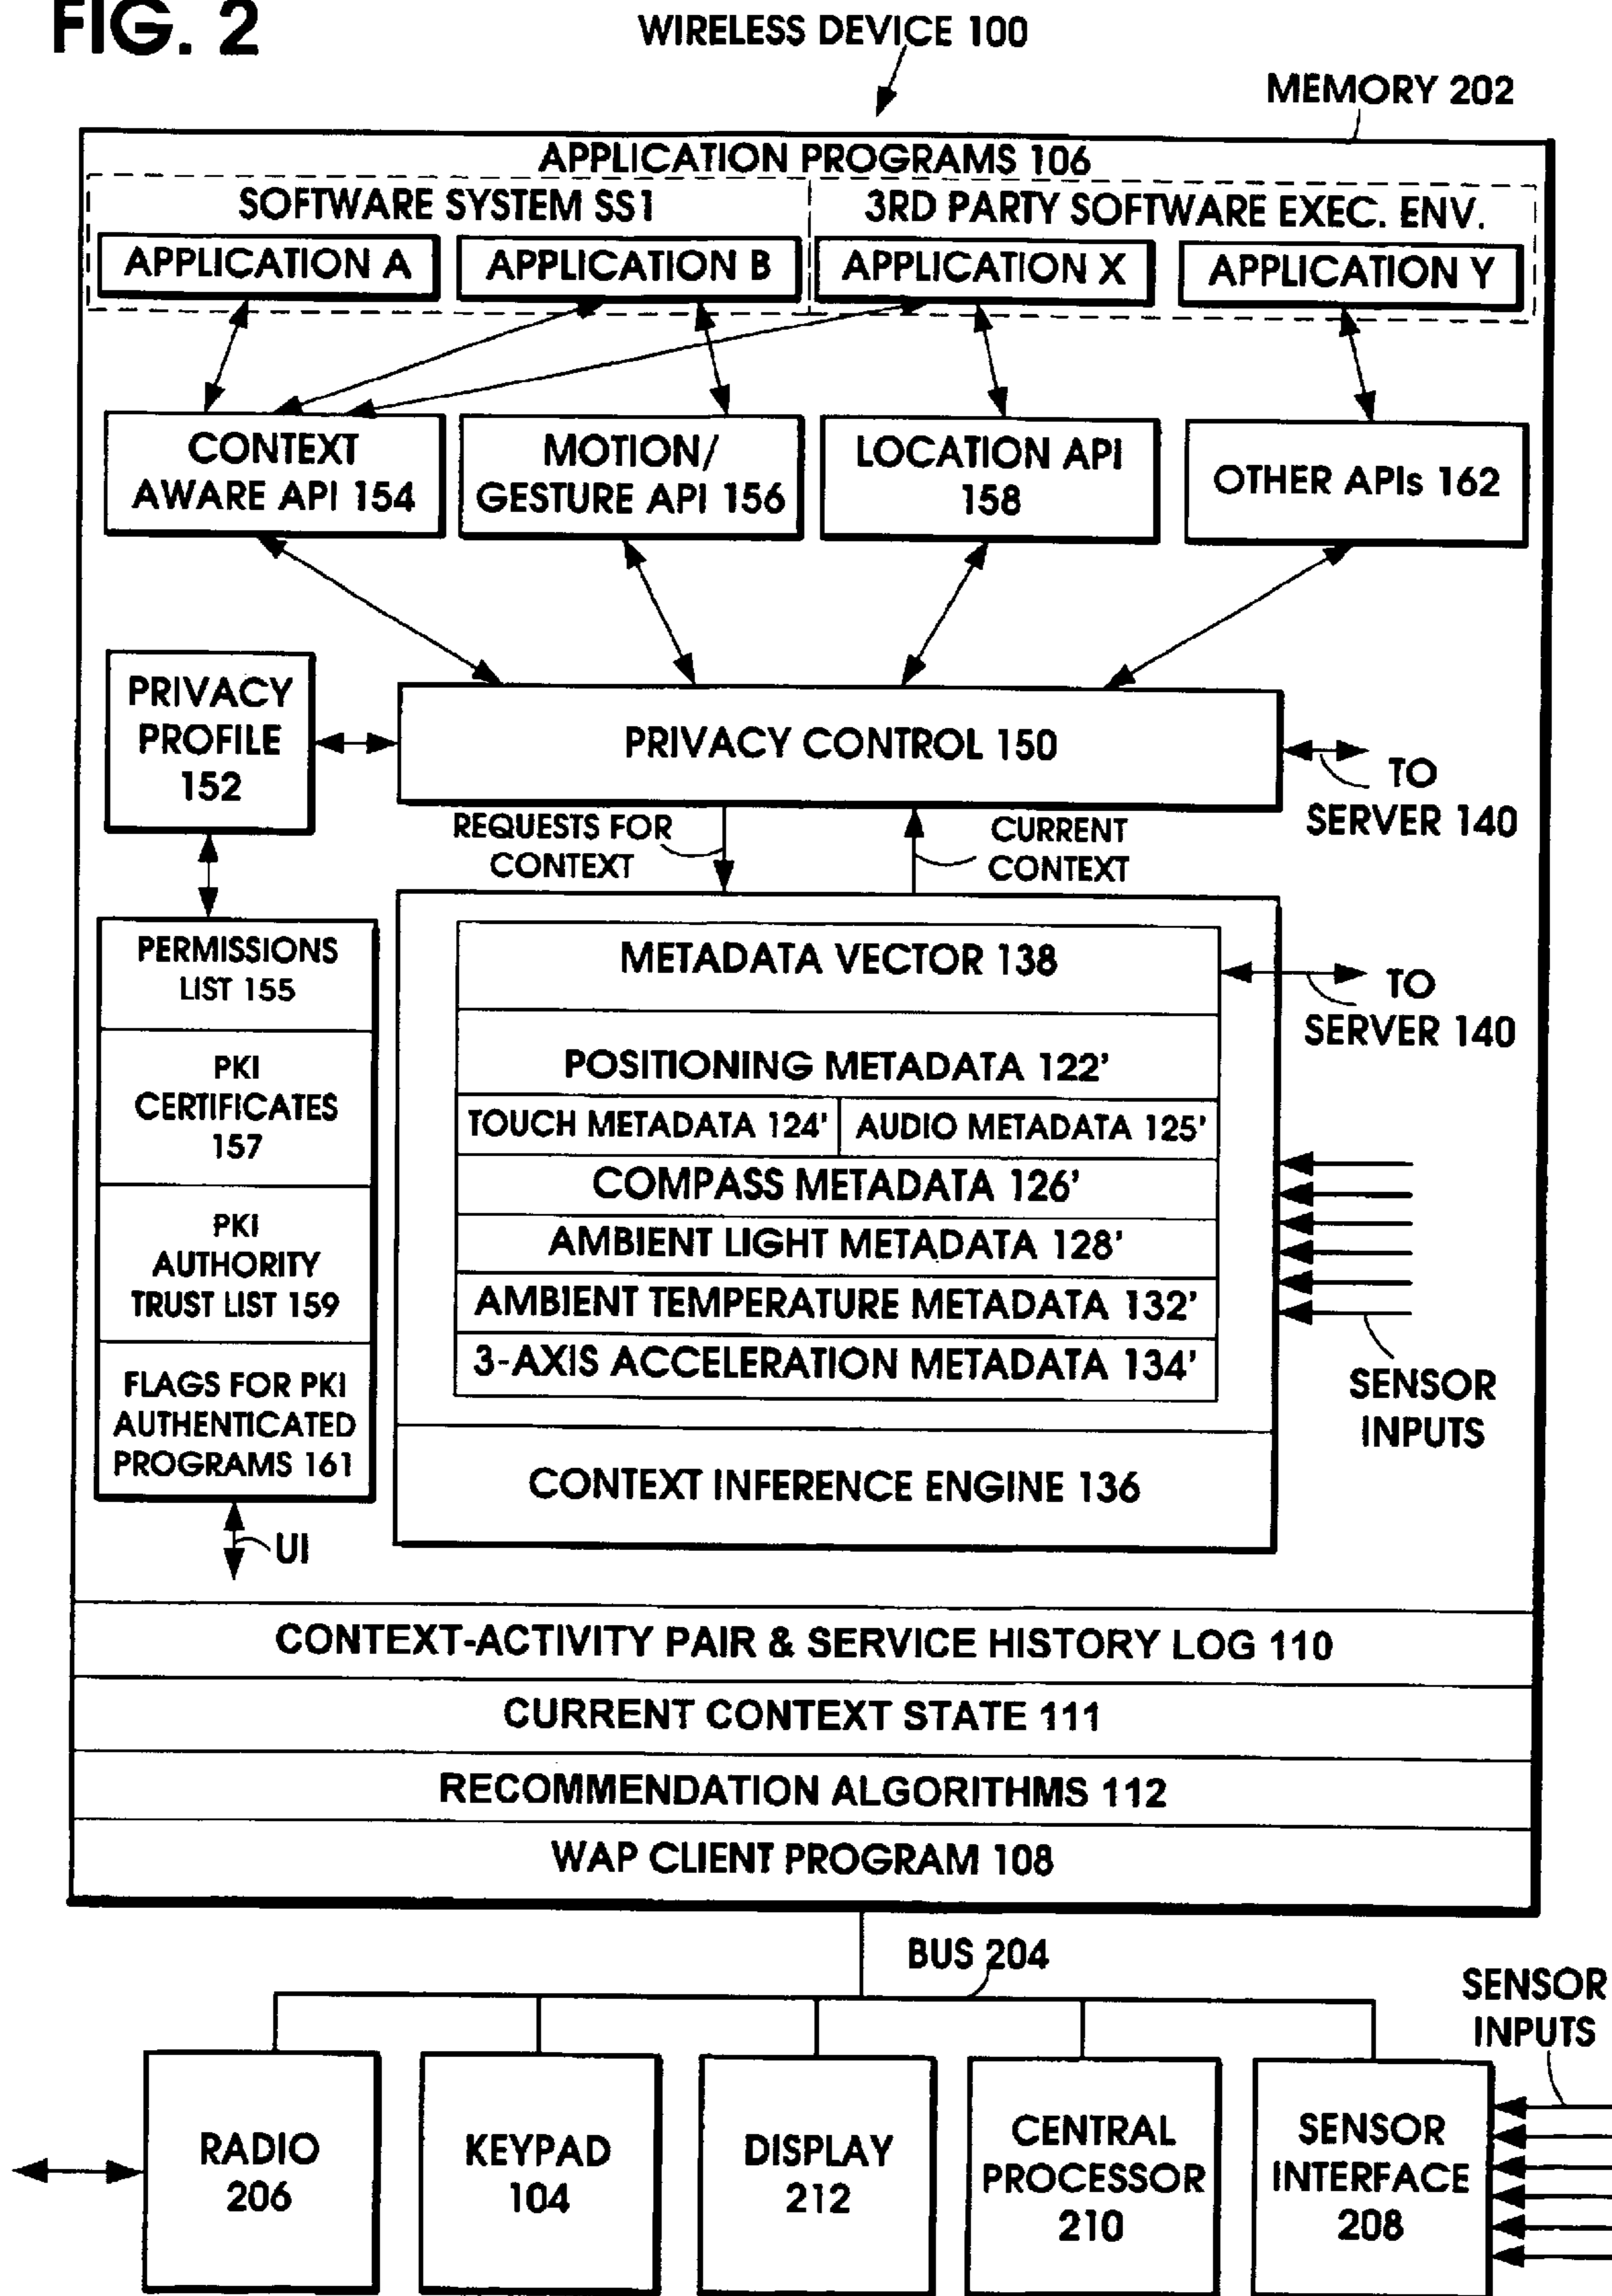 FIG. 2
WIRELESS DEVICE 100
MEMORY 202
APPLICATION PROGRAMS 106
SOFTWARE SYSTEM SS1
3RD PARTY SOFTWARE EXEC. ENV.
APPLICATION A
APPLICATION B
APPLICATION X
APPLICATION Y
CONTEXT
AWARE API 154
MOTION/
GESTURE API 156
LOCATION API
158
OTHER APIs 162
PRIVACY
PROFILE
152
PRIVACY CONTROL 150
TO
SERVER 140
REQUESTS FOR
CONTEXT
CURRENT
CONTEXT
PERMISSIONS
LIST 155
PKI
CERTIFICATES
157
PKI
AUTHORITY
TRUST LIST 159
FLAGS FOR PKI
AUTHENTICATED
PROGRAMS 161
UI
METADATA VECTOR 138
TO
SERVER 140
POSITIONING METADATA 122'
TOUCH METADATA 124'
AUDIO METADATA 125'
COMPASS METADATA 126'
AMBIENT LIGHT METADATA 128'
AMBIENT TEMPERATURE METADATA 132'
3-AXIS ACCELERATION METADATA 134'
SENSOR
INPUTS
CONTEXT INFERENCE ENGINE 136
CONTEXT-ACTIVITY PAIR & SERVICE HISTORY LOG 110
CURRENT CONTEXT STATE 111
RECOMMENDATION ALGORITHMS 112
WAP CLIENT PROGRAM 108
BUS 204
SENSOR
INPUTS
RADIO
206
KEYPAD
104
DISPLAY
212
CENTRAL
PROCESSOR
210
SENSOR
INTERFACE
208